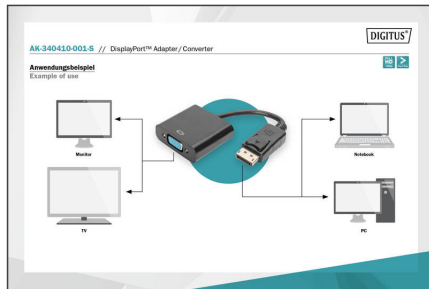 DIGITUS®
AK-340410-001-S // DisplayPort™ Adapter/Converter
Anwendungsbeispiel
Example of use
Monitor
Notebook
TV
PC